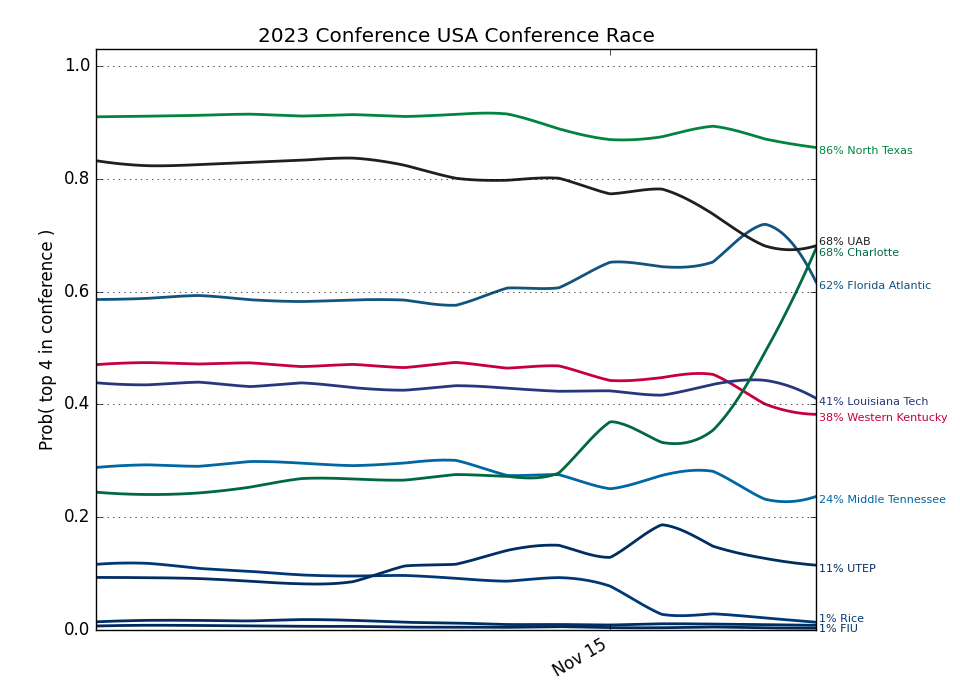 2023 Conference USA Conference Race
Prob( top 4 in conference )
1.0
0.8
0.6
0.4
0.2
0.0
Nov 15
86% North Texas
68% UAB
68% Charlotte
62% Florida Atlantic
41% Louisiana Tech
38% Western Kentucky
24% Middle Tennessee
11% UTEP
1% Rice
1% FIU